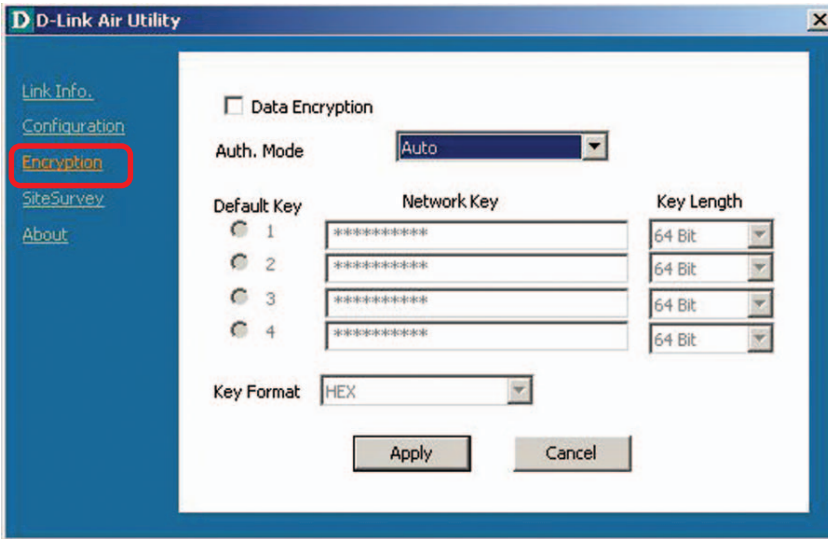 D D-Link Air Utility
Link Info.
Configuration
Encryption
SiteSurvey
About
Data Encryption
Auth. Mode Auto
Default Key Network Key Key Length
1 ********** 64 Bit
2 ********** 64 Bit
3 ********** 64 Bit
4 ********** 64 Bit
Key Format HEX
Apply Cancel